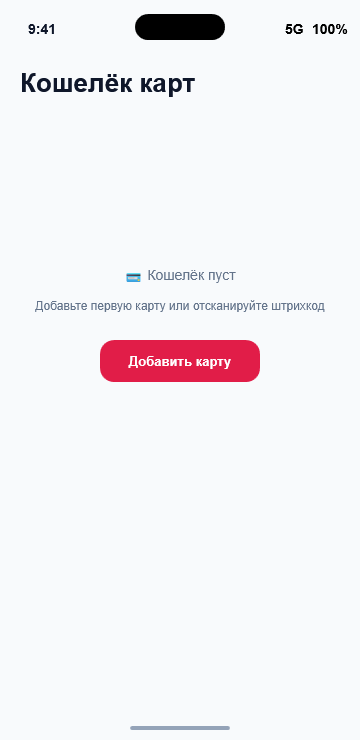 9:41 5G 100%
Кошелёк карт
💳 Кошелёк пуст
Добавьте первую карту или отсканируйте штрихкод
Добавить карту